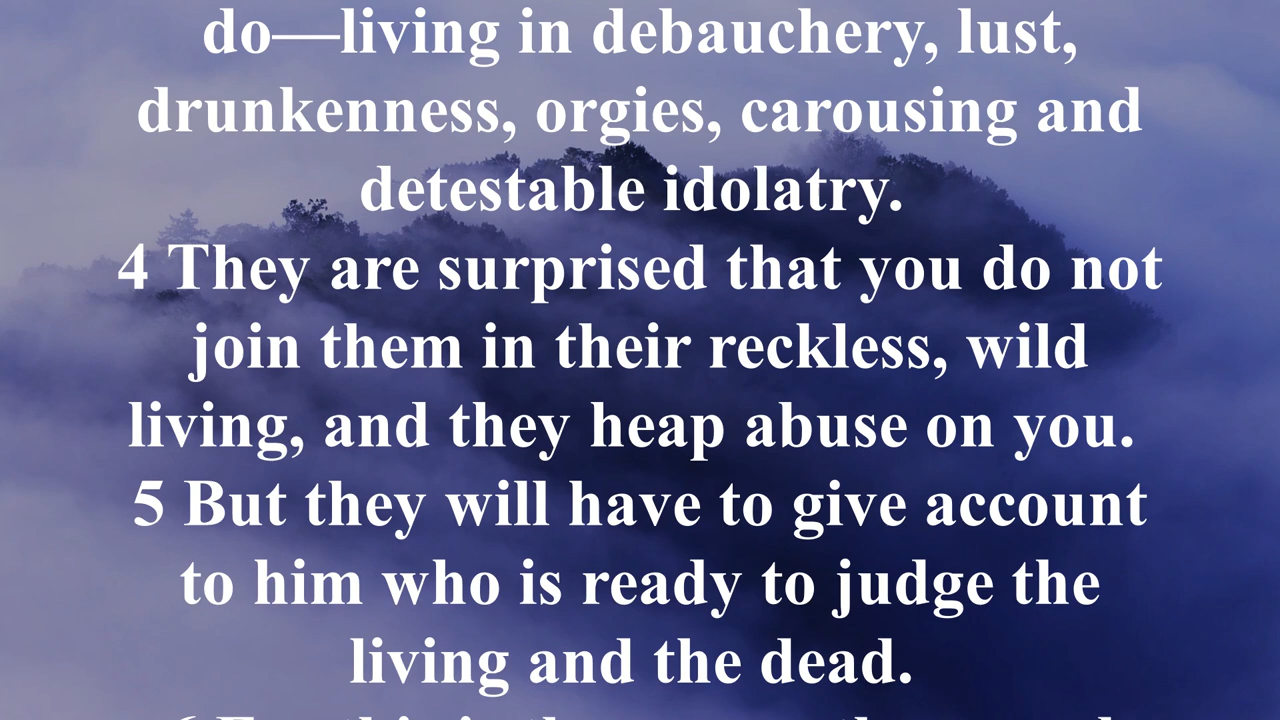 do—living in debauchery, lust,
drunkenness, orgies, carousing and
detestable idolatry.
4 They are surprised that you do not
join them in their reckless, wild
living, and they heap abuse on you.
5 But they will have to give account
to him who is ready to judge the
living and the dead.